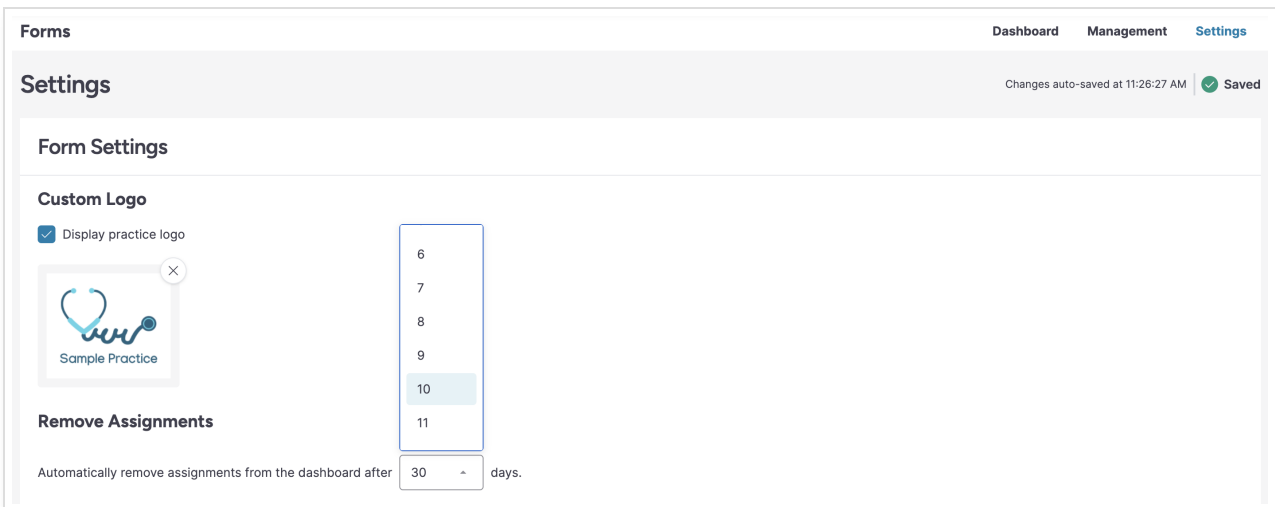 Forms
Dashboard Management Settings
Settings
Changes auto-saved at 11:26:27 AM Saved
Form Settings
Custom Logo
Display practice logo
Sample Practice
6
7
8
9
10
11
Remove Assignments
Automatically remove assignments from the dashboard after 30 days.